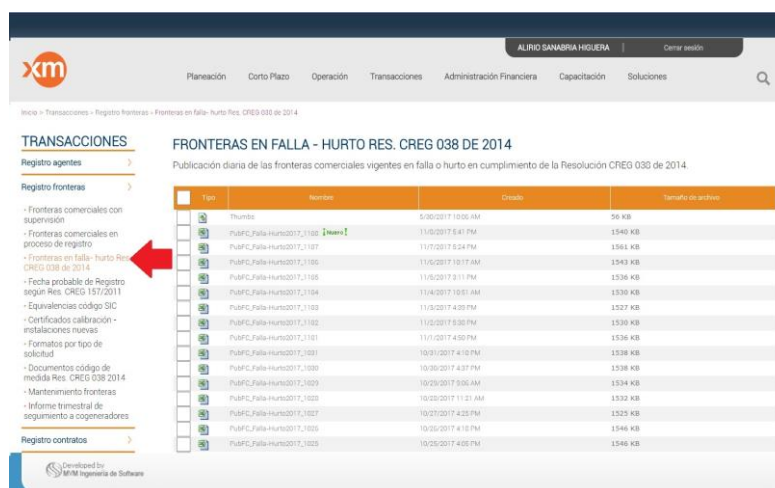 ALIRIO SANABRIA HIGUERA | Cerrar sesión
xm
Planeación Corto Plazo Operación Transacciones Administración Financiera Capacitación Soluciones
Inicio > Transacciones > Registro fronteras > Fronteras en falla- hurto Res. CREG 038 de 2014
TRANSACCIONES
Registro agentes
Registro fronteras
- Fronteras comerciales con
supervisión
- Fronteras comerciales en
proceso de registro
- Fronteras en falla- hurto Res.
CREG 038 de 2014
- Fecha probable de Registro
según Res. CREG 157/2011
- Equivalencias código SIC
- Certificados calibración -
instalaciones nuevas
- Formatos por tipo de
solicitud
- Documentos código de
medida Res. CREG 038 2014
- Mantenimiento fronteras
- Informe trimestral de
seguimiento a cogeneradores
Registro contratos
FRONTERAS EN FALLA - HURTO RES. CREG 038 DE 2014
Publicación diaria de las fronteras comerciales vigentes en falla o hurto en cumplimiento de la Resolución CREG 038 de 2014.
Tipo Nombre Creado Tamaño de archivo
Thumbs 5/30/2017 10:06 AM 56 KB
PubFC_Falla-Hurto2017_1108 ¡Nuevo! 11/8/2017 5:41 PM 1540 KB
PubFC_Falla-Hurto2017_1107 11/7/2017 5:24 PM 1561 KB
PubFC_Falla-Hurto2017_1106 11/6/2017 10:17 AM 1543 KB
PubFC_Falla-Hurto2017_1105 11/5/2017 3:11 PM 1536 KB
PubFC_Falla-Hurto2017_1104 11/4/2017 10:51 AM 1530 KB
PubFC_Falla-Hurto2017_1103 11/3/2017 4:35 PM 1527 KB
PubFC_Falla-Hurto2017_1102 11/2/2017 5:30 PM 1530 KB
PubFC_Falla-Hurto2017_1101 11/1/2017 4:50 PM 1536 KB
PubFC_Falla-Hurto2017_1031 10/31/2017 4:18 PM 1538 KB
PubFC_Falla-Hurto2017_1030 10/30/2017 4:37 PM 1538 KB
PubFC_Falla-Hurto2017_1029 10/29/2017 9:06 AM 1534 KB
PubFC_Falla-Hurto2017_1028 10/28/2017 11:21 AM 1532 KB
PubFC_Falla-Hurto2017_1027 10/27/2017 4:25 PM 1525 KB
PubFC_Falla-Hurto2017_1026 10/26/2017 4:18 PM 1546 KB
PubFC_Falla-Hurto2017_1025 10/25/2017 4:05 PM 1546 KB
Developed by
MVM Ingeniería de Software